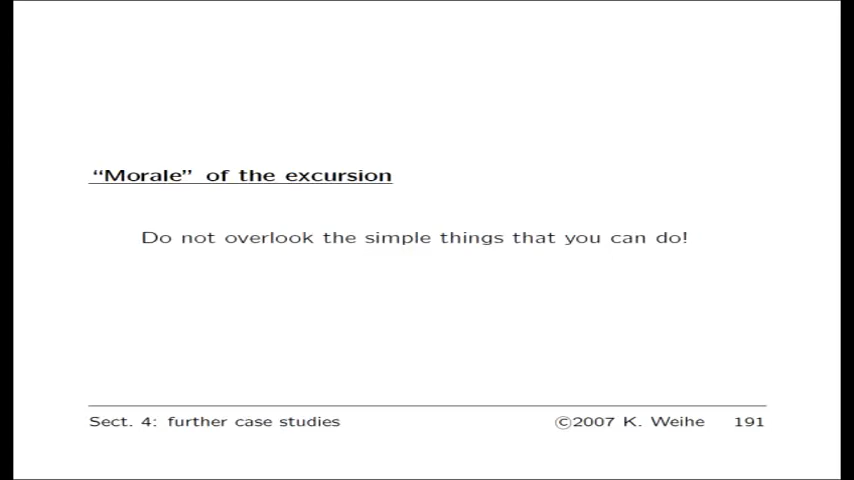 “Morale” of the excursion
Do not overlook the simple things that you can do!
Sect. 4: further case studies
©2007 K. Weihe 191